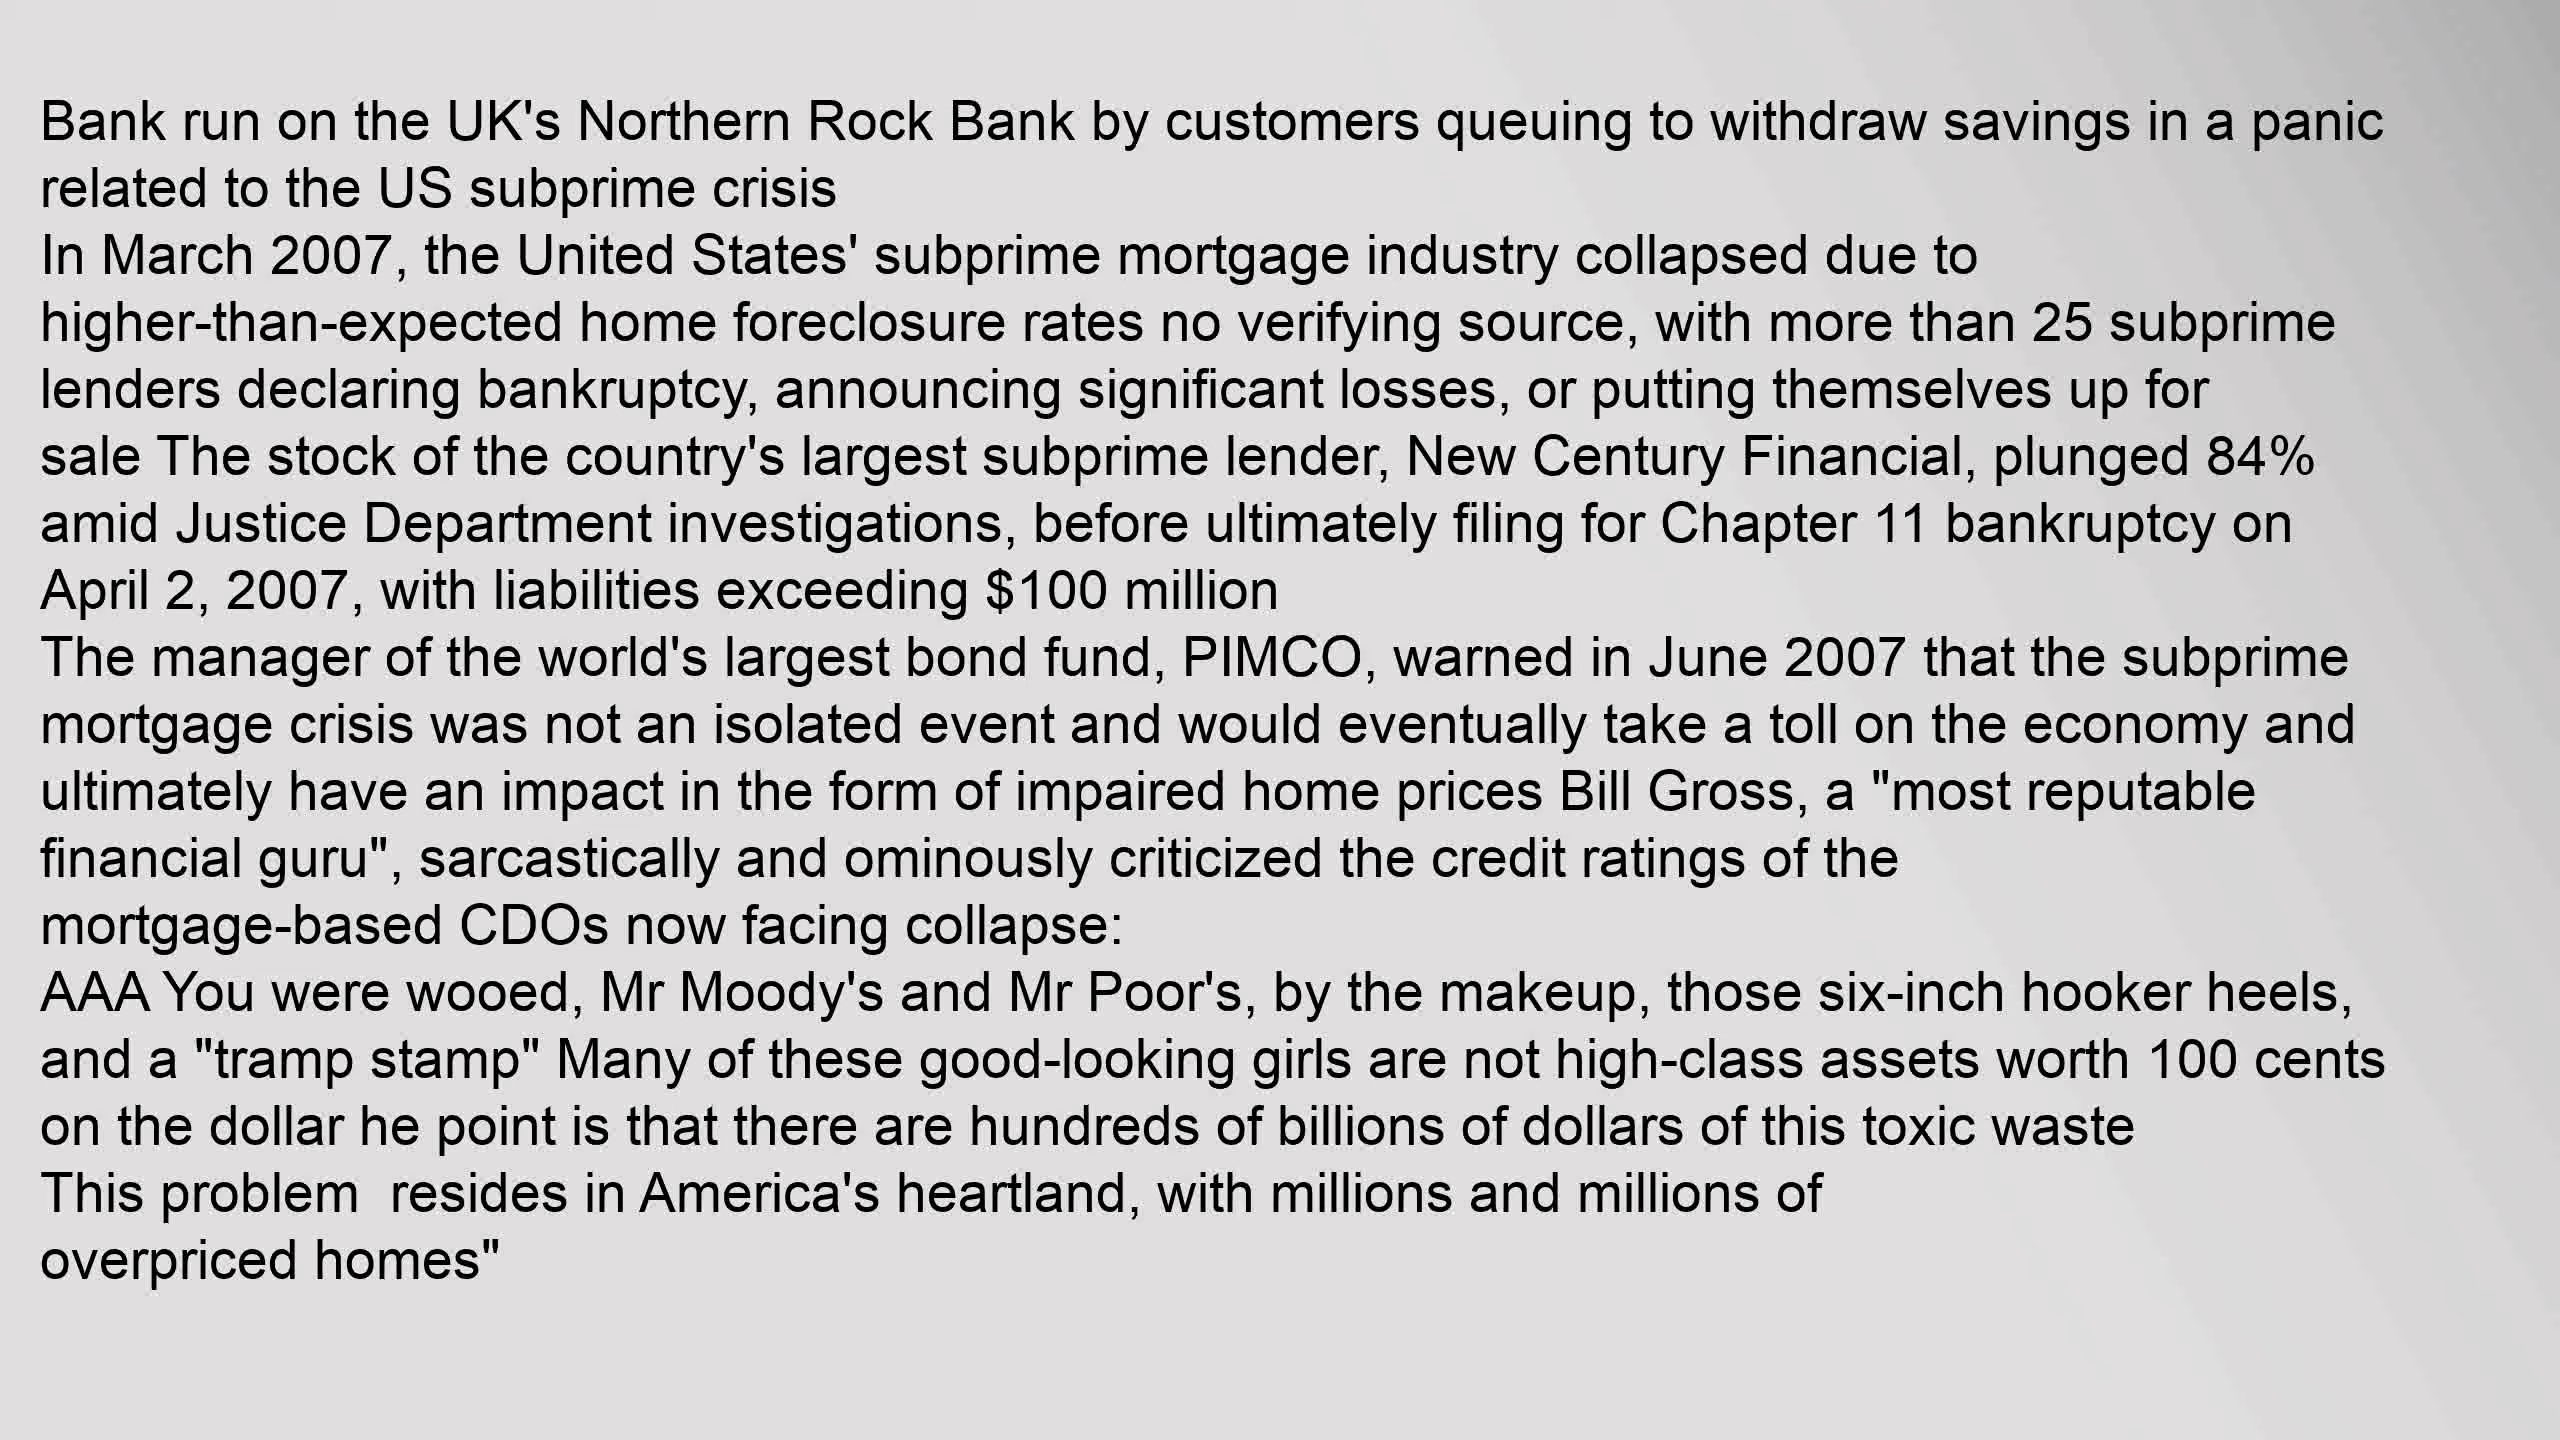 Bank run on the UK's Northern Rock Bank by customers queuing to withdraw savings in a panic
related to the US subprime crisis
In March 2007, the United States' subprime mortgage industry collapsed due to
higher-than-expected home foreclosure rates no verifying source, with more than 25 subprime
lenders declaring bankruptcy, announcing significant losses, or putting themselves up for
sale The stock of the country's largest subprime lender, New Century Financial, plunged 84%
amid Justice Department investigations, before ultimately filing for Chapter 11 bankruptcy on
April 2, 2007, with liabilities exceeding $100 million
The manager of the world's largest bond fund, PIMCO, warned in June 2007 that the subprime
mortgage crisis was not an isolated event and would eventually take a toll on the economy and
ultimately have an impact in the form of impaired home prices Bill Gross, a "most reputable
financial guru", sarcastically and ominously criticized the credit ratings of the
mortgage-based CDOs now facing collapse:
AAA You were wooed, Mr Moody's and Mr Poor's, by the makeup, those six-inch hooker heels,
and a "tramp stamp" Many of these good-looking girls are not high-class assets worth 100 cents
on the dollar he point is that there are hundreds of billions of dollars of this toxic waste
This problem  resides in America's heartland, with millions and millions of
overpriced homes"